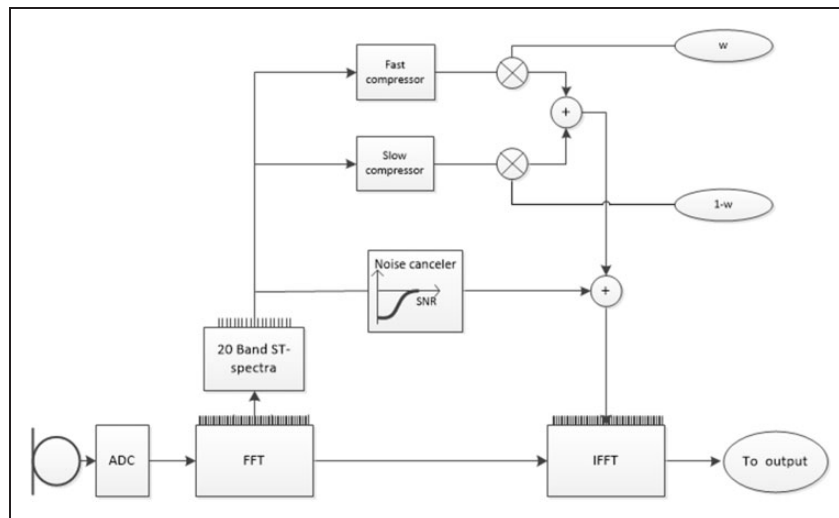 Fast
compressor
w
+
Slow
compressor
1-w
Noise canceler
SNR
+
20 Band ST-
spectra
ADC
FFT
IFFT
To output